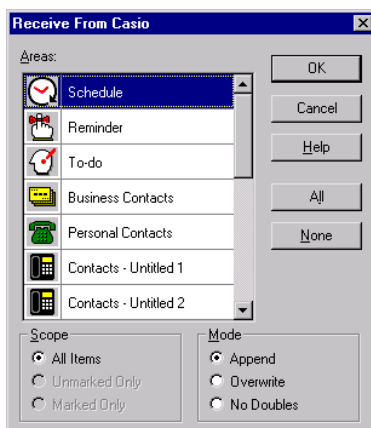 Receive From Casio
Areas:
Schedule
Reminder
To-do
Business Contacts
Personal Contacts
Contacts - Untitled 1
Contacts - Untitled 2
OK
Cancel
Help
All
None
Scope
All Items
Unmarked Only
Marked Only
Mode
Append
Overwrite
No Doubles